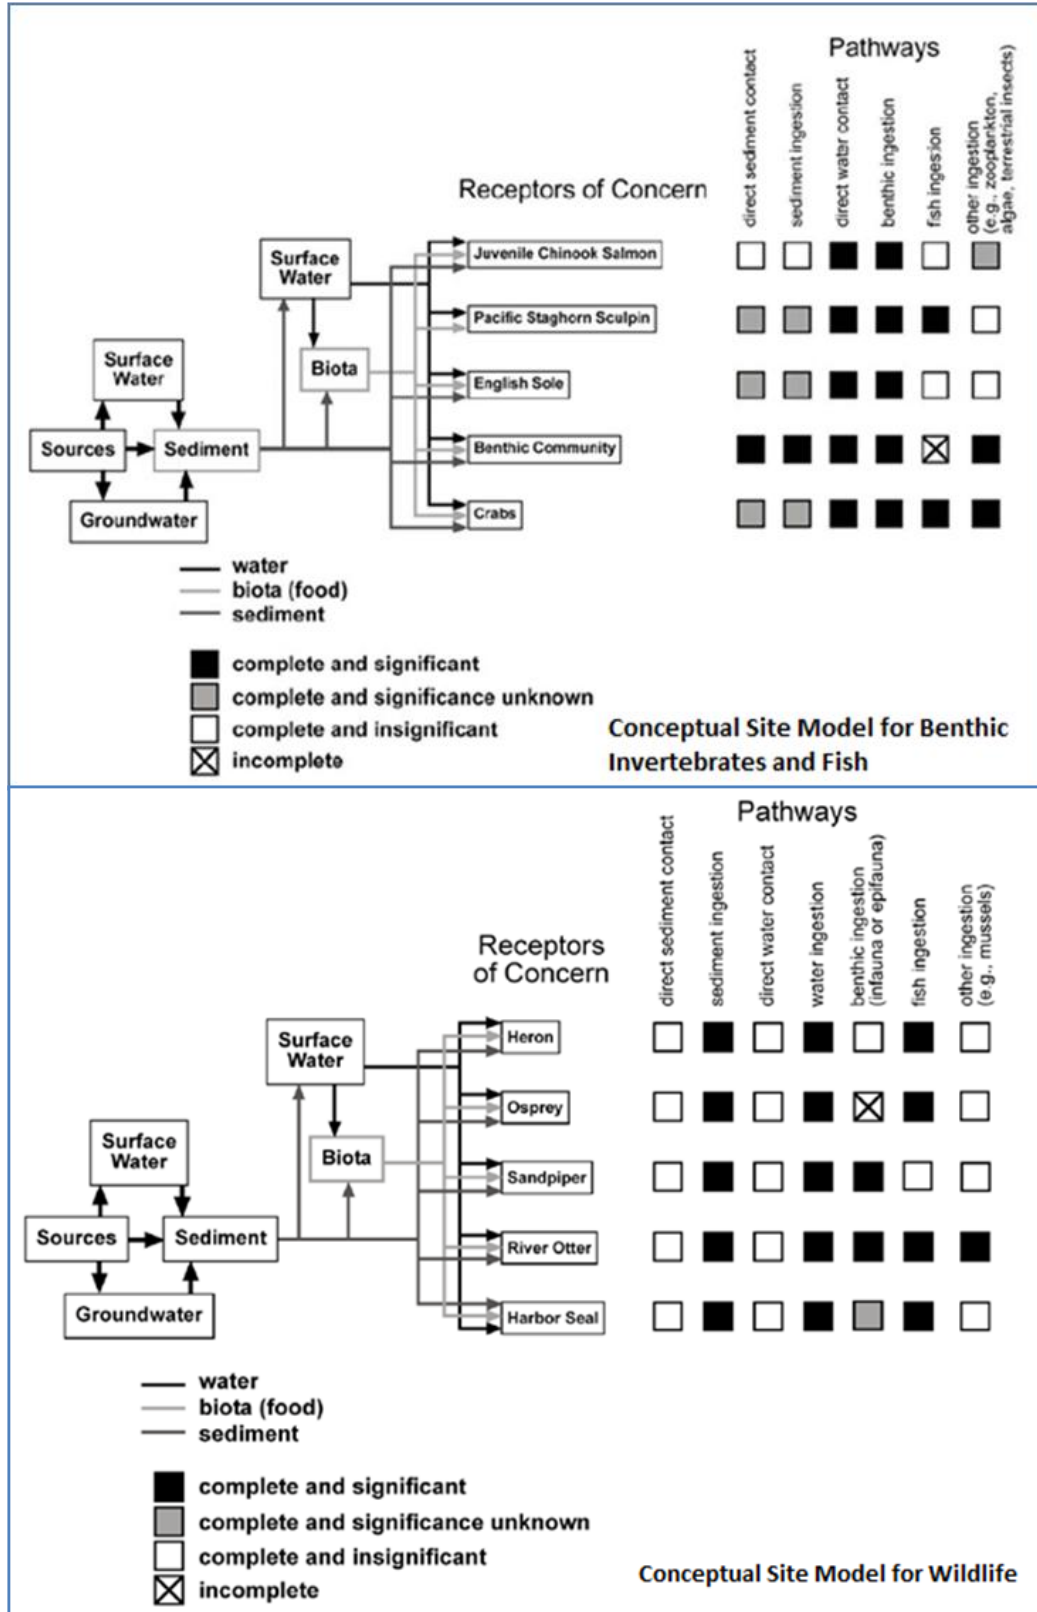 Pathways
direct sediment contact
sediment ingestion
direct water contact
benthic ingestion
fish ingestion
other ingestion
(e.g., zooplankton,
algae, terrestrial insects)
Receptors of Concern
Surface
Water
Juvenile Chinook Salmon
Pacific Staghorn Sculpin
Surface
Water
Biota
English Sole
Sources
Sediment
Benthic Community
Groundwater
Crabs
water
biota (food)
sediment
complete and significant
complete and significance unknown
complete and insignificant
incomplete
Conceptual Site Model for Benthic
Invertebrates and Fish
Pathways
direct sediment contact
sediment ingestion
direct water contact
water ingestion
benthic ingestion
(infauna or epifauna)
fish ingestion
other ingestion
(e.g., mussels)
Receptors
of Concern
Surface
Water
Heron
Osprey
Surface
Water
Biota
Sandpiper
Sources
Sediment
River Otter
Groundwater
Harbor Seal
water
biota (food)
sediment
complete and significant
complete and significance unknown
complete and insignificant
incomplete
Conceptual Site Model for Wildlife